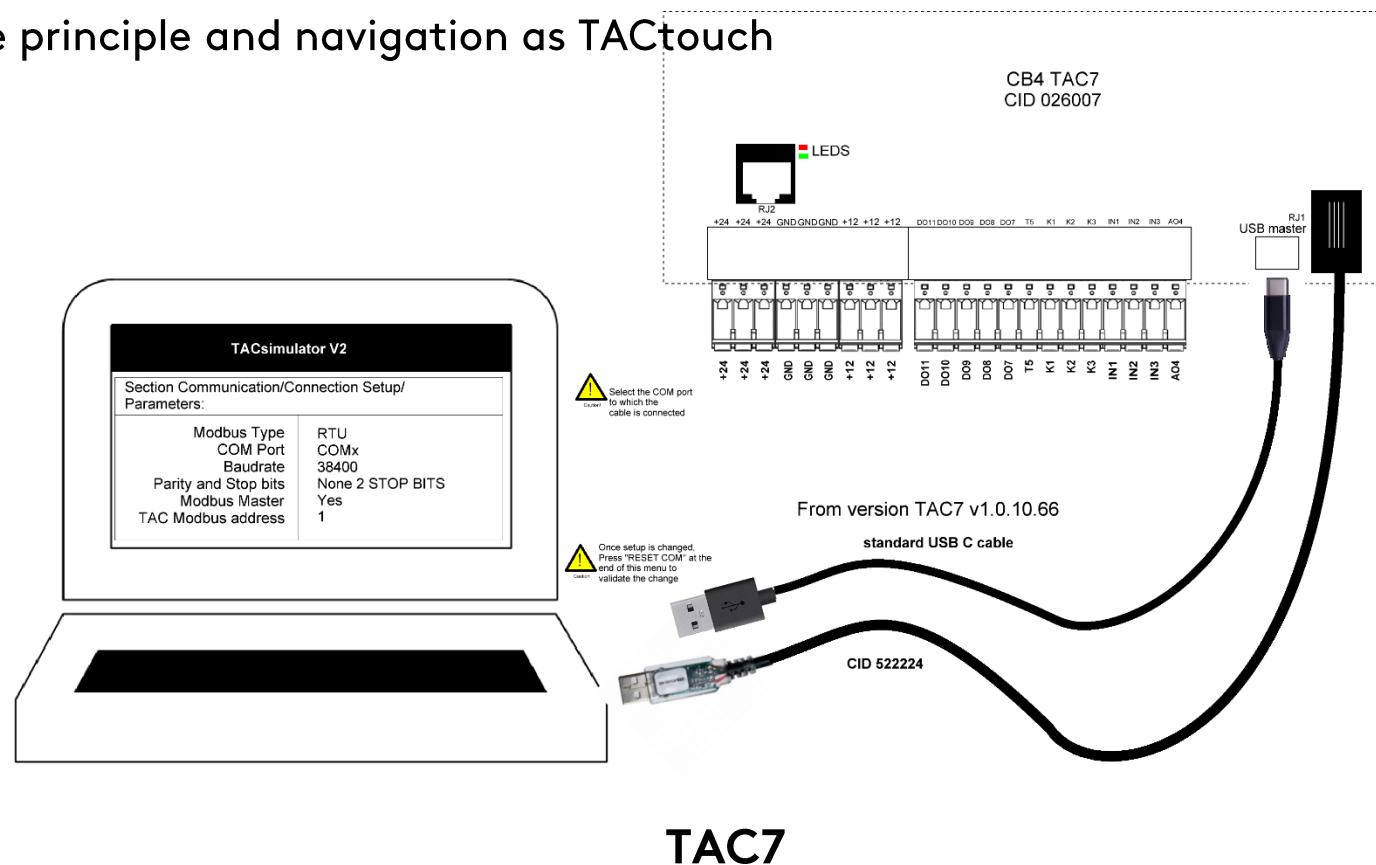 e principle and navigation as TACtouch
CB4 TAC7
CID 026007
LEDS
RJ2
+24 +24 +24 GND GND GND +12 +12 +12
DO11 DO10 DO9 DO8 DO7 T5 K1 K2 K3 IN1 IN2 IN3 AO4
RJ1
USB master
+24 +24 +24 GND GND GND +12 +12 +12
DO11 DO10 DO9 DO8 DO7 T5 K1 K2 K3 IN1 IN2 IN3 AO4
TACsimulator V2
Section Communication/Connection Setup/
Parameters:
Modbus Type RTU
COM Port COMx
Baudrate 38400
Parity and Stop bits None 2 STOP BITS
Modbus Master Yes
TAC Modbus address 1
Caution!
Select the COM port
to which the
cable is connected
Caution!
Once setup is changed,
Press "RESET COM" at the
end of this menu to
validate the change
From version TAC7 v1.0.10.66
standard USB C cable
CID 522224
TAC7